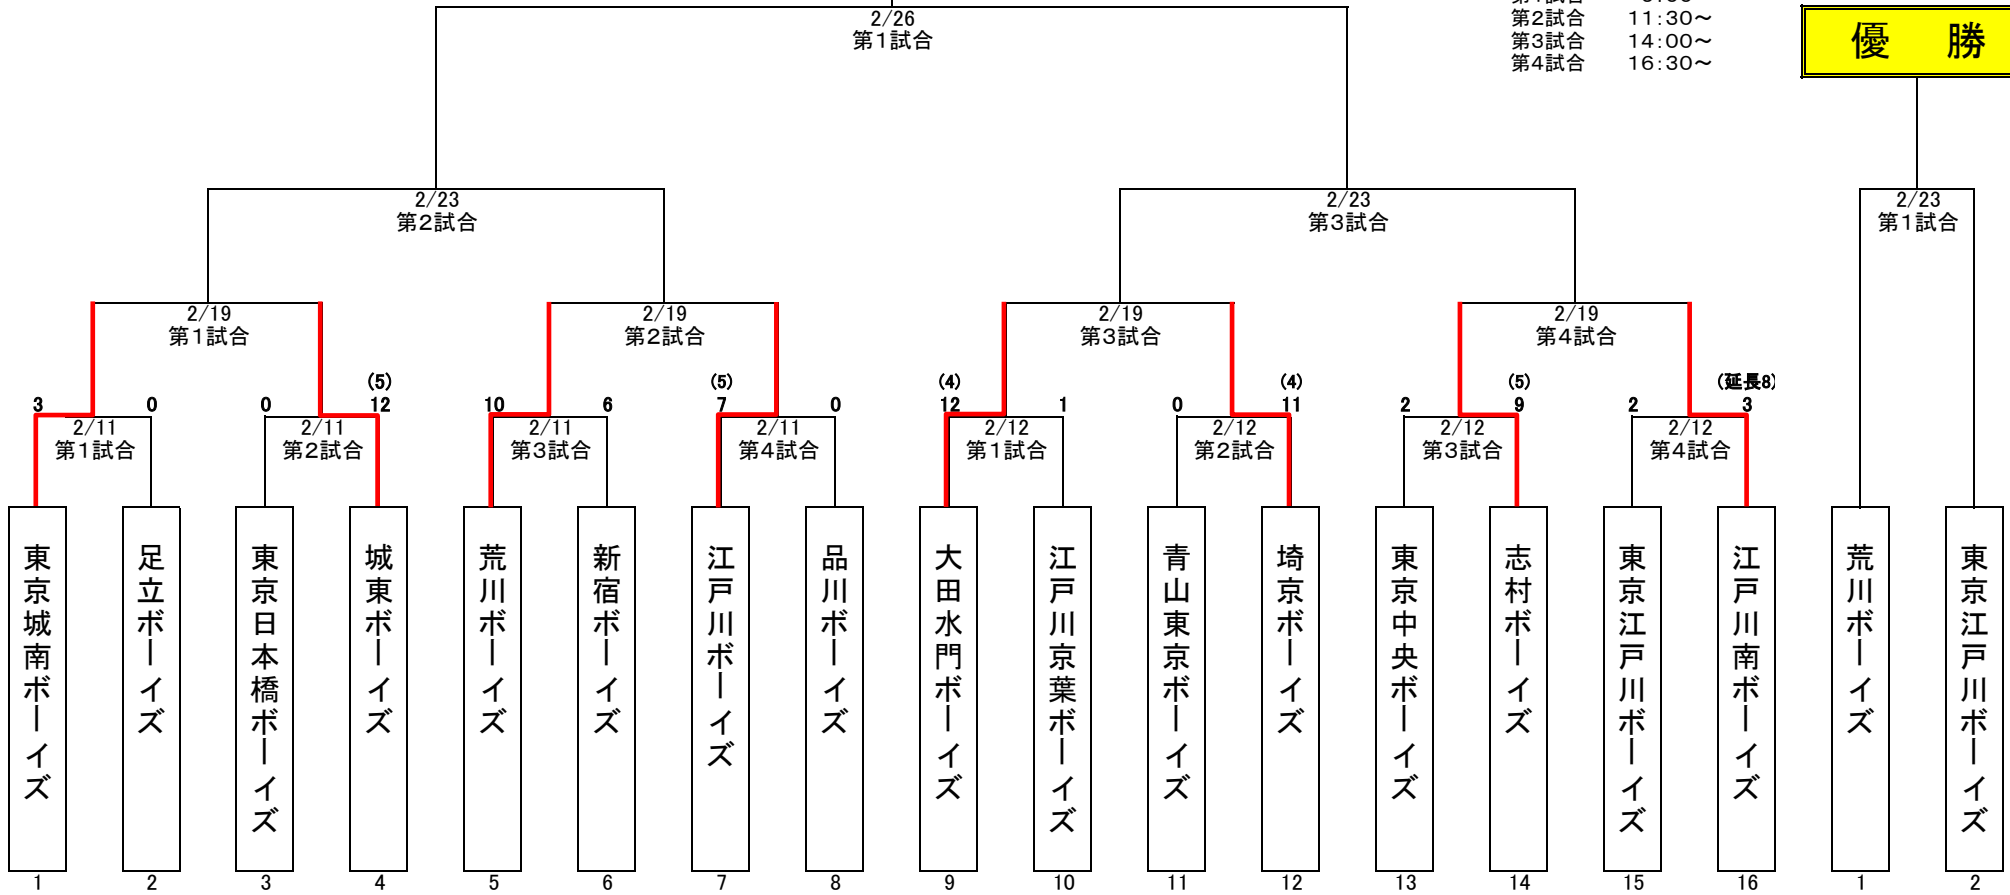 2/26
第1試合
第2試合 11:30～
第3試合 14:00～
第4試合 16:30～
優 勝
2/23
第2試合
2/23
第3試合
2/23
第1試合
2/19
第1試合
2/19
第2試合
2/19
第3試合
2/19
第4試合
(5)
(5)
(4)
(4)
(5)
(延長8)
3 0 0 12 10 6 7 0 12 1 0 11 2 9 2 3
2/11
第1試合
2/11
第2試合
2/11
第3試合
2/11
第4試合
2/12
第1試合
2/12
第2試合
2/12
第3試合
2/12
第4試合
東京城南ボーイズ
足立ボーイズ
東京日本橋ボーイズ
城東ボーイズ
荒川ボーイズ
新宿ボーイズ
江戸川ボーイズ
品川ボーイズ
大田水門ボーイズ
江戸川京葉ボーイズ
青山東京ボーイズ
埼京ボーイズ
東京中央ボーイズ
志村ボーイズ
東京江戸川ボーイズ
江戸川南ボーイズ
荒川ボーイズ
東京江戸川ボーイズ
1 2 3 4 5 6 7 8 9 10 11 12 13 14 15 16 1 2